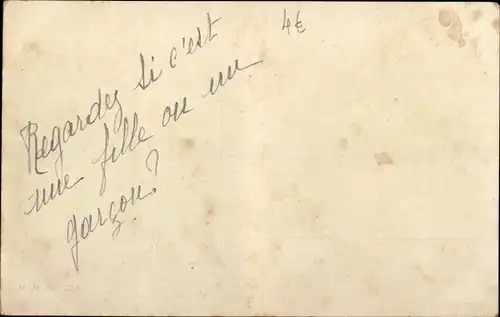 4€
Regardez si c'est
une fille ou un
garçon?